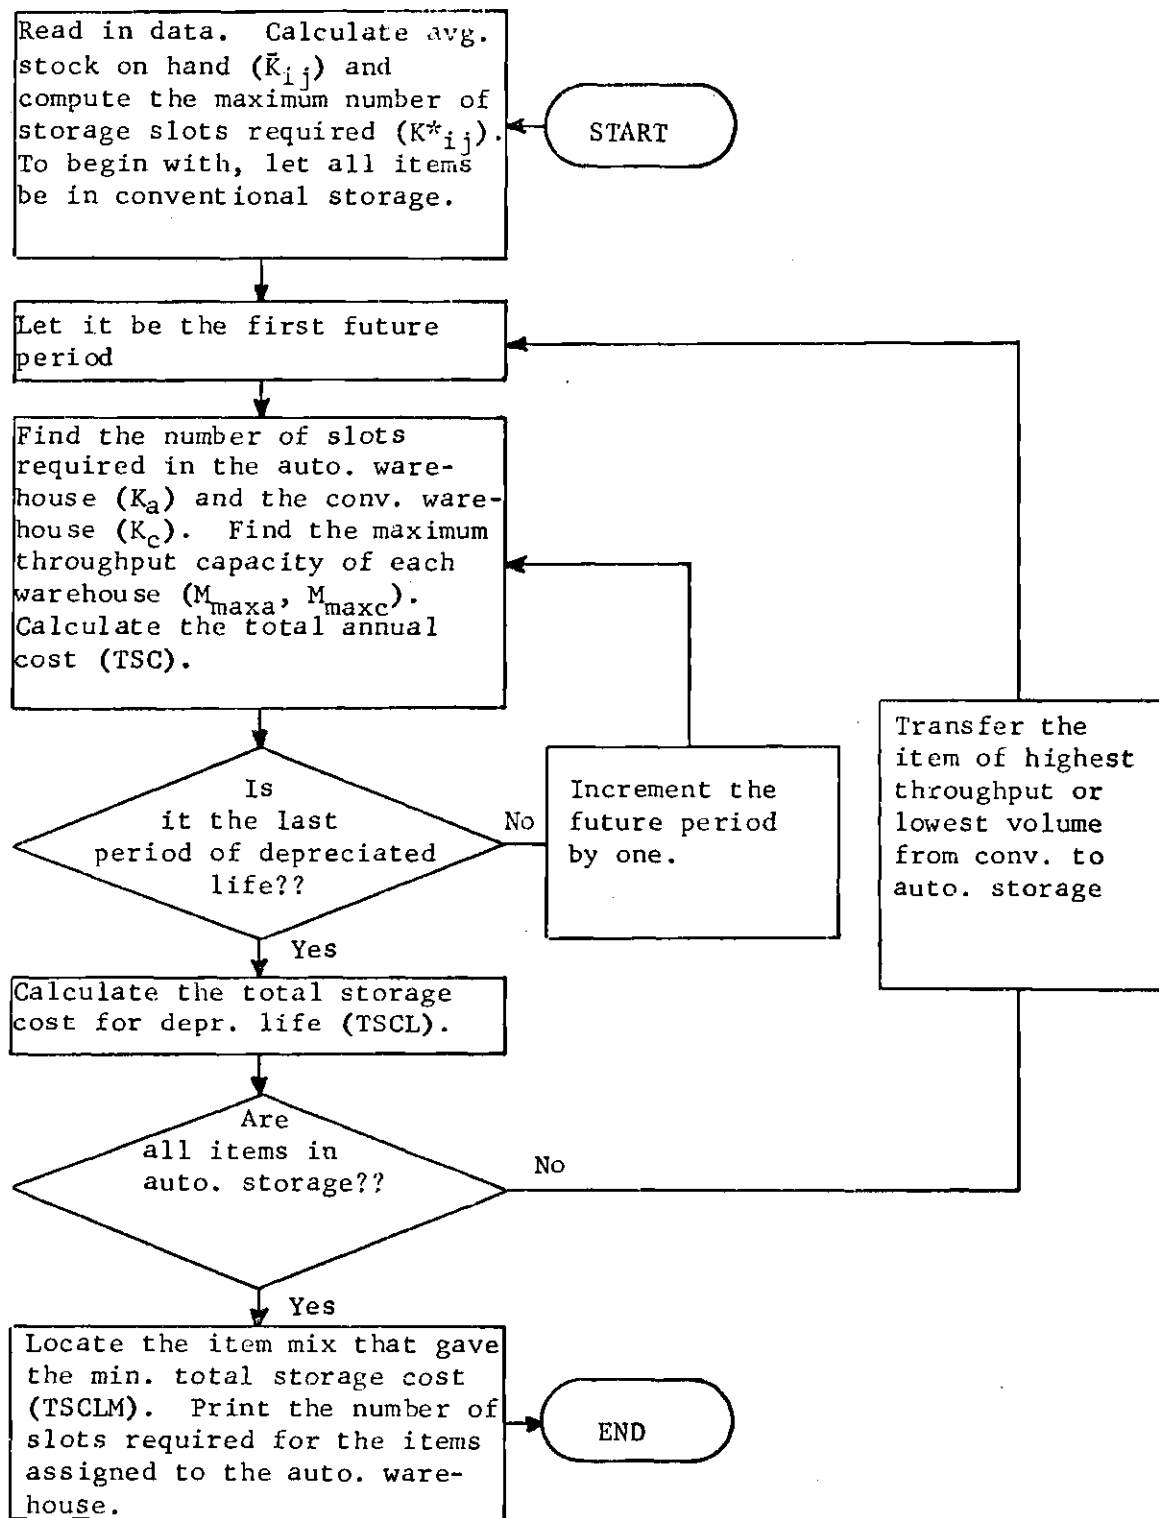 START
Read in data. Calculate avg.
stock on hand (K̄ij) and
compute the maximum number of
storage slots required (K*ij).
To begin with, let all items
be in conventional storage.
Let it be the first future
period
Find the number of slots
required in the auto. ware-
house (Ka) and the conv. ware-
house (Kc). Find the maximum
throughput capacity of each
warehouse (Mmaxa, Mmaxc).
Calculate the total annual
cost (TSC).
Is
it the last
period of depreciated
life??
No
Increment the
future period
by one.
Yes
Calculate the total storage
cost for depr. life (TSCL).
Are
all items in
auto. storage??
No
Transfer the
item of highest
throughput or
lowest volume
from conv. to
auto. storage
Yes
Locate the item mix that gave
the min. total storage cost
(TSCLM). Print the number of
slots required for the items
assigned to the auto. ware-
house.
END